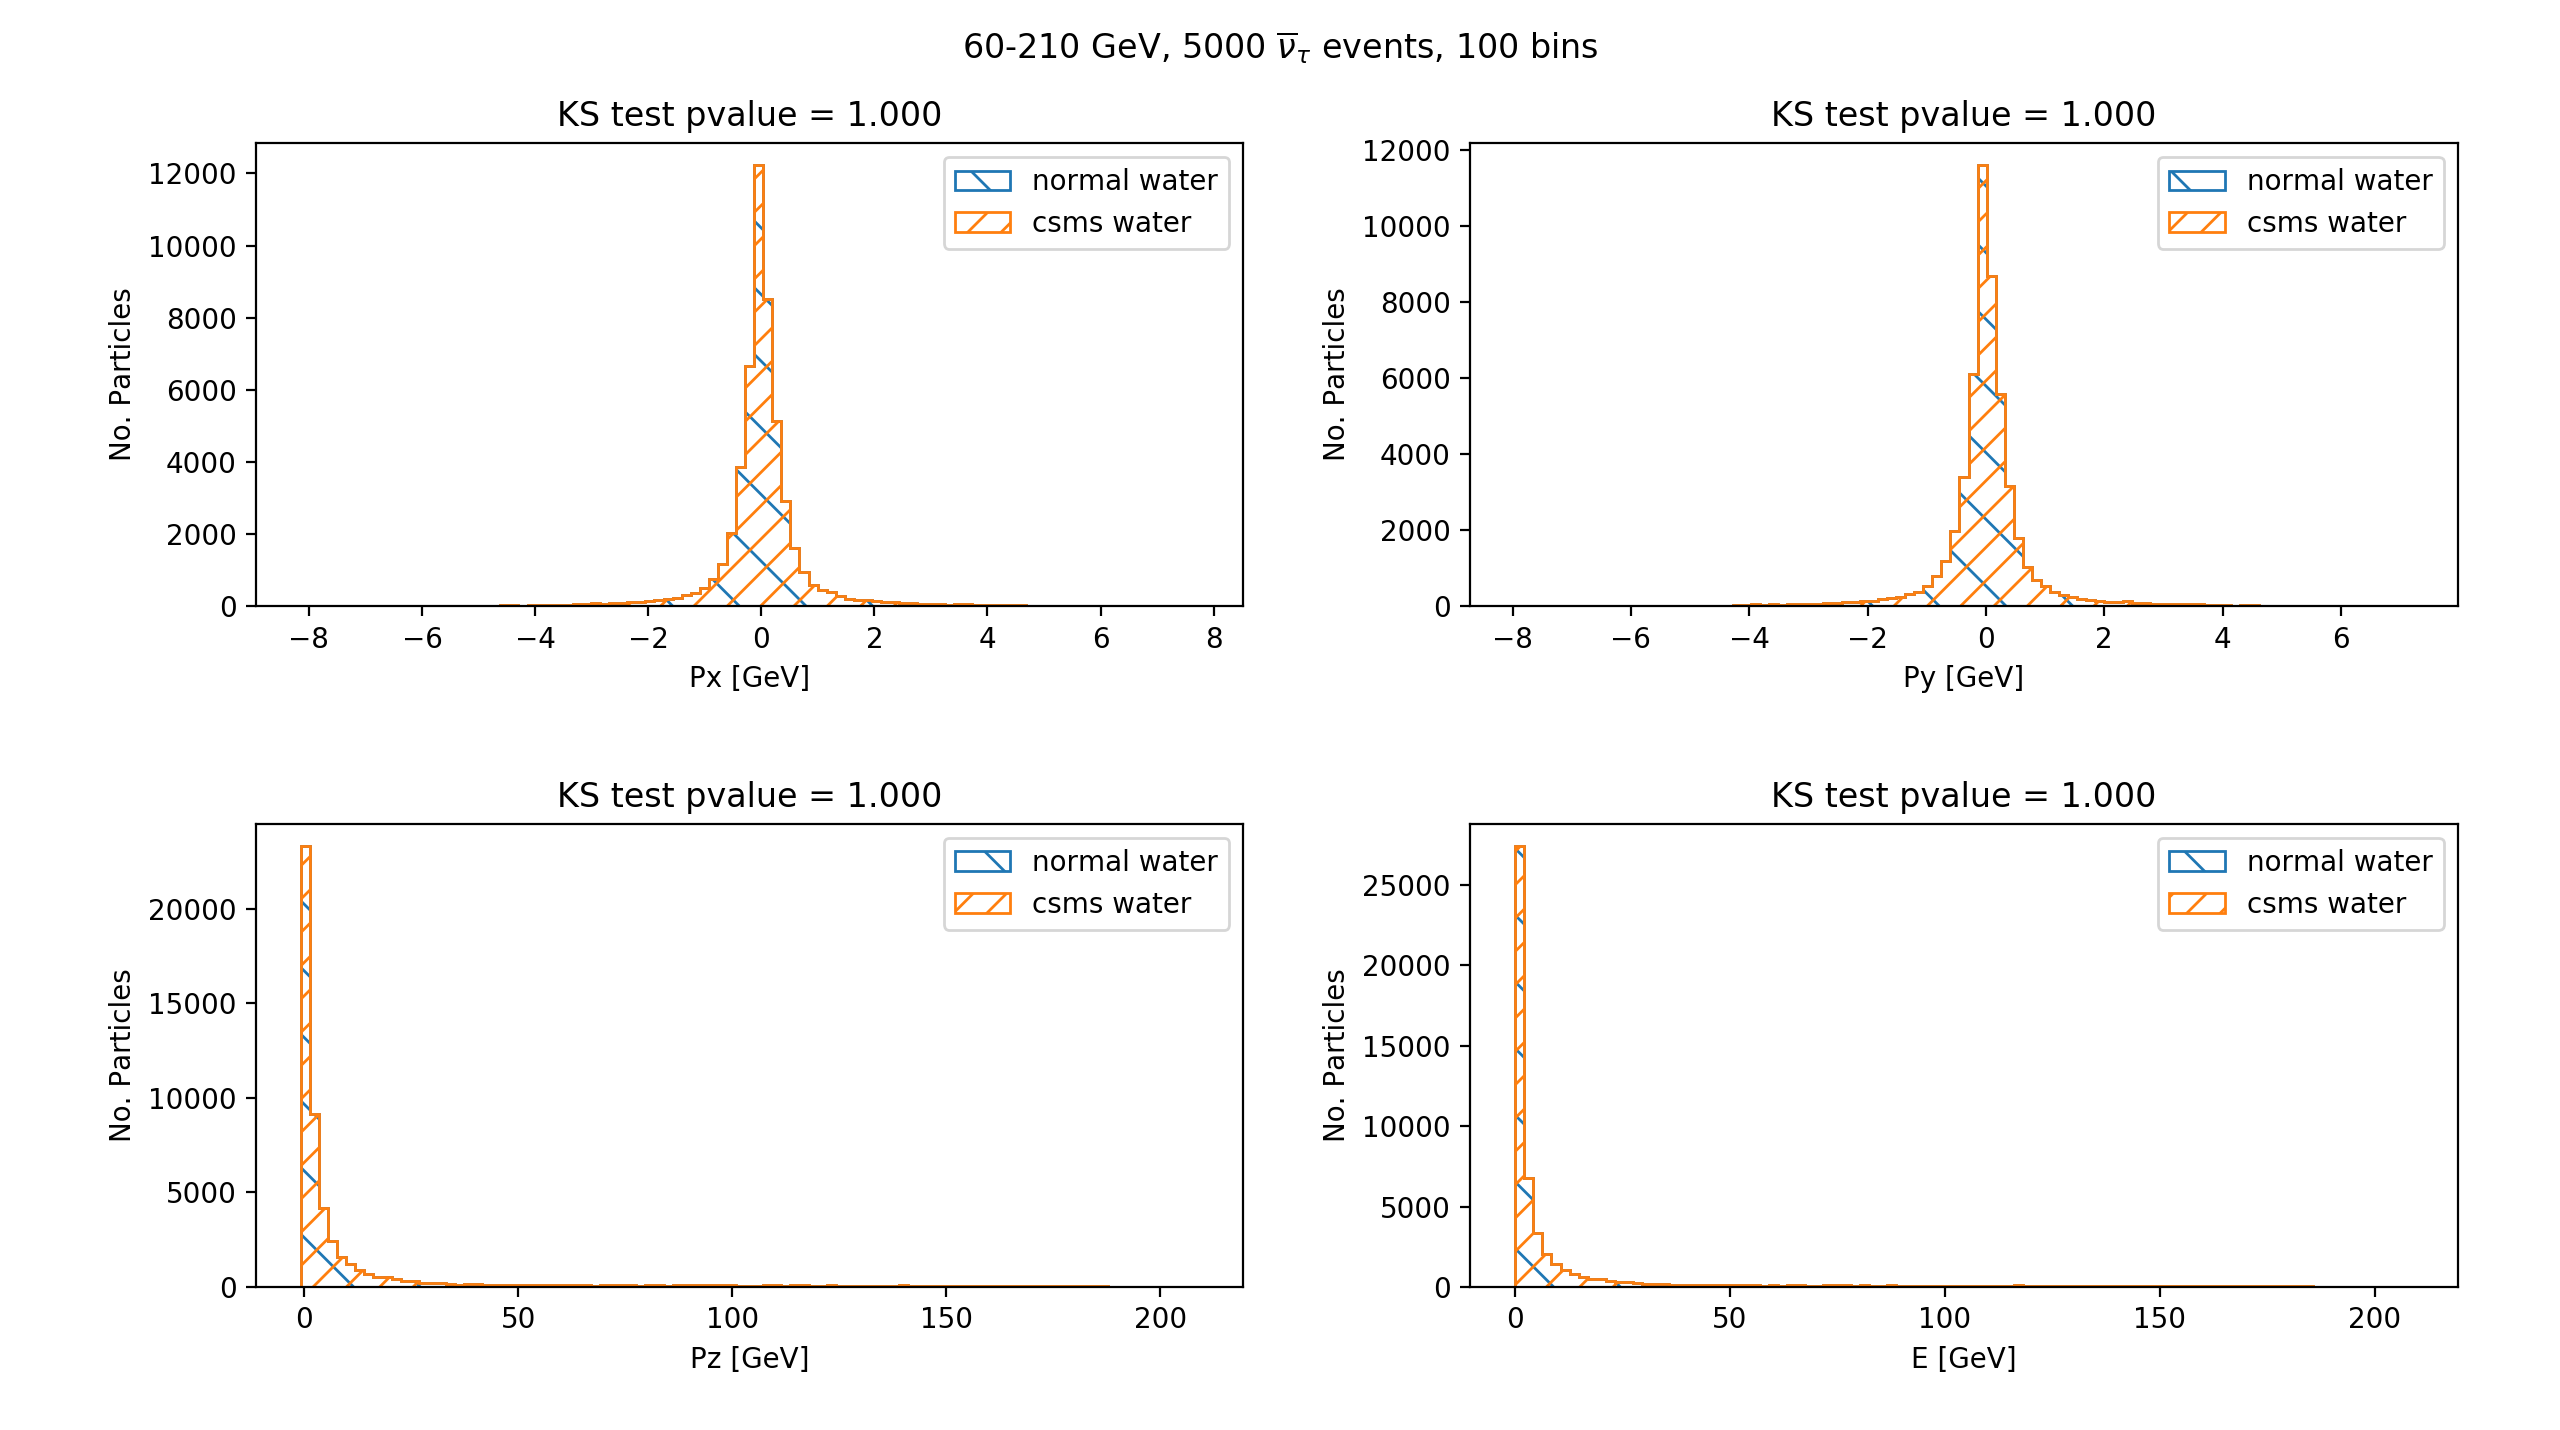 60-210 GeV, 5000 ν̅τ events, 100 bins
KS test pvalue = 1.000
12000
10000
8000
6000
4000
2000
0
No. Particles
normal water
csms water
−8 −6 −4 −2 0 2 4 6 8
Px [GeV]
KS test pvalue = 1.000
12000
10000
8000
6000
4000
2000
0
No. Particles
normal water
csms water
−8 −6 −4 −2 0 2 4 6
Py [GeV]
KS test pvalue = 1.000
20000
15000
10000
5000
0
No. Particles
normal water
csms water
0 50 100 150 200
Pz [GeV]
KS test pvalue = 1.000
25000
20000
15000
10000
5000
0
No. Particles
normal water
csms water
0 50 100 150 200
E [GeV]